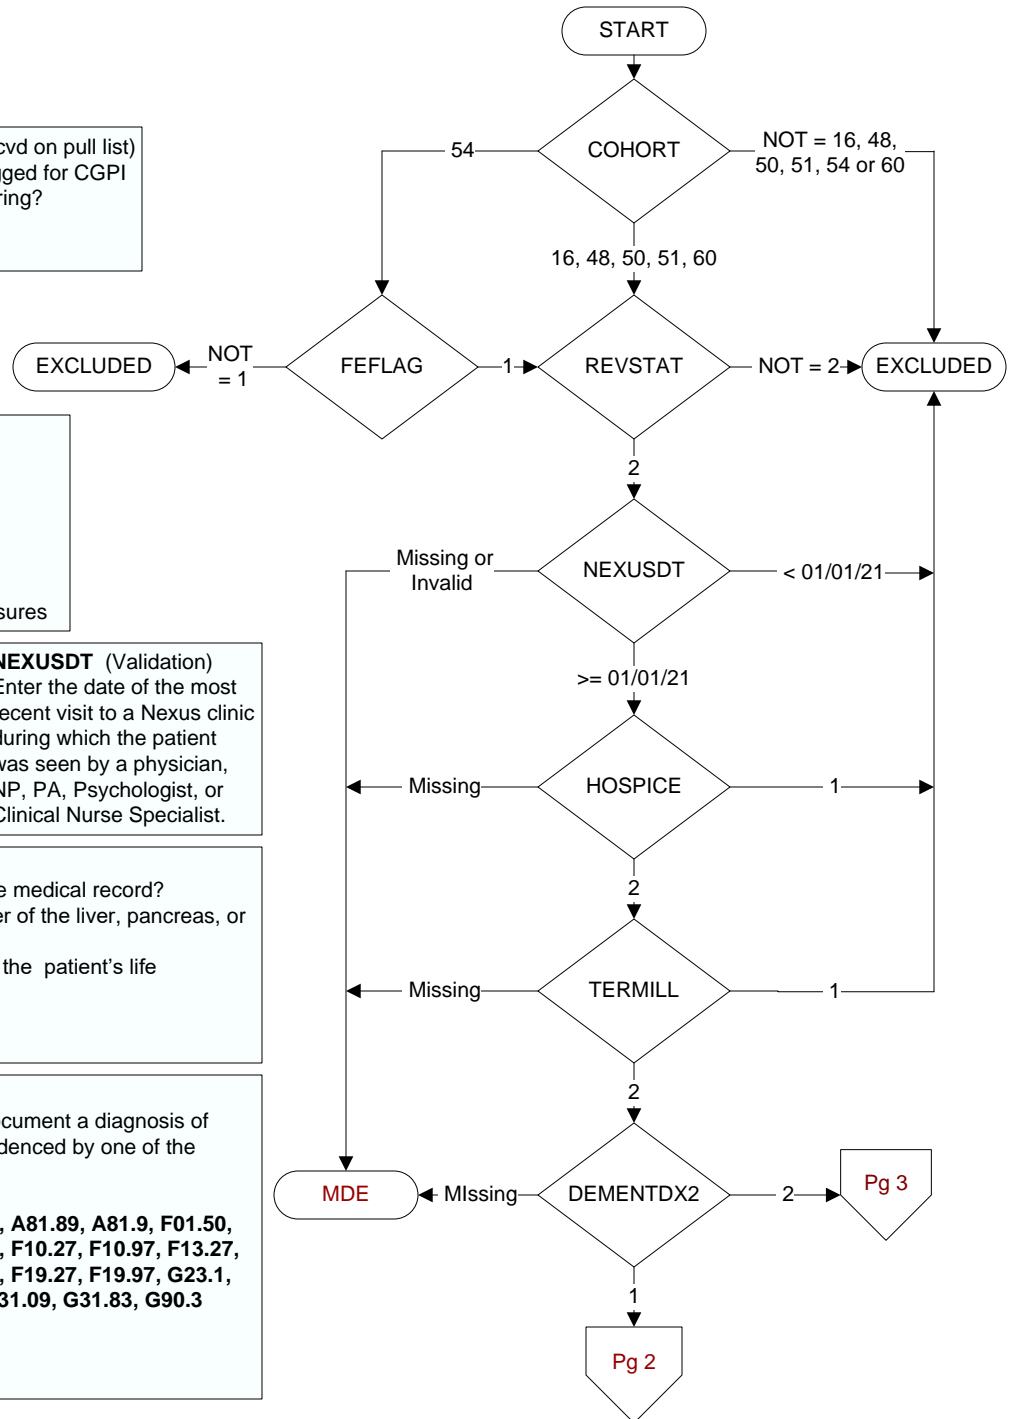 START
COHORT
54
NOT = 16, 48,
50, 51, 54 or 60
16, 48, 50, 51, 60
cvd on pull list)
gged for CGPI
ring?
EXCLUDED
NOT
= 1
FEFLAG
1
REVSTAT
NOT = 2
EXCLUDED
2
sures
Missing or
Invalid
NEXUSDT
< 01/01/21
>= 01/01/21
NEXUSDT (Validation)
Enter the date of the most
recent visit to a Nexus clinic
during which the patient
was seen by a physician,
NP, PA, Psychologist, or
Clinical Nurse Specialist.
Missing
HOSPICE
1
2
e medical record?
er of the liver, pancreas, or
the patient's life
Missing
TERMILL
1
2
ocument a diagnosis of
idenced by one of the
, A81.89, A81.9, F01.50,
, F10.27, F10.97, F13.27,
, F19.27, F19.97, G23.1,
31.09, G31.83, G90.3
MDE
MIssing
DEMENTDX2
2
Pg 3
1
Pg 2